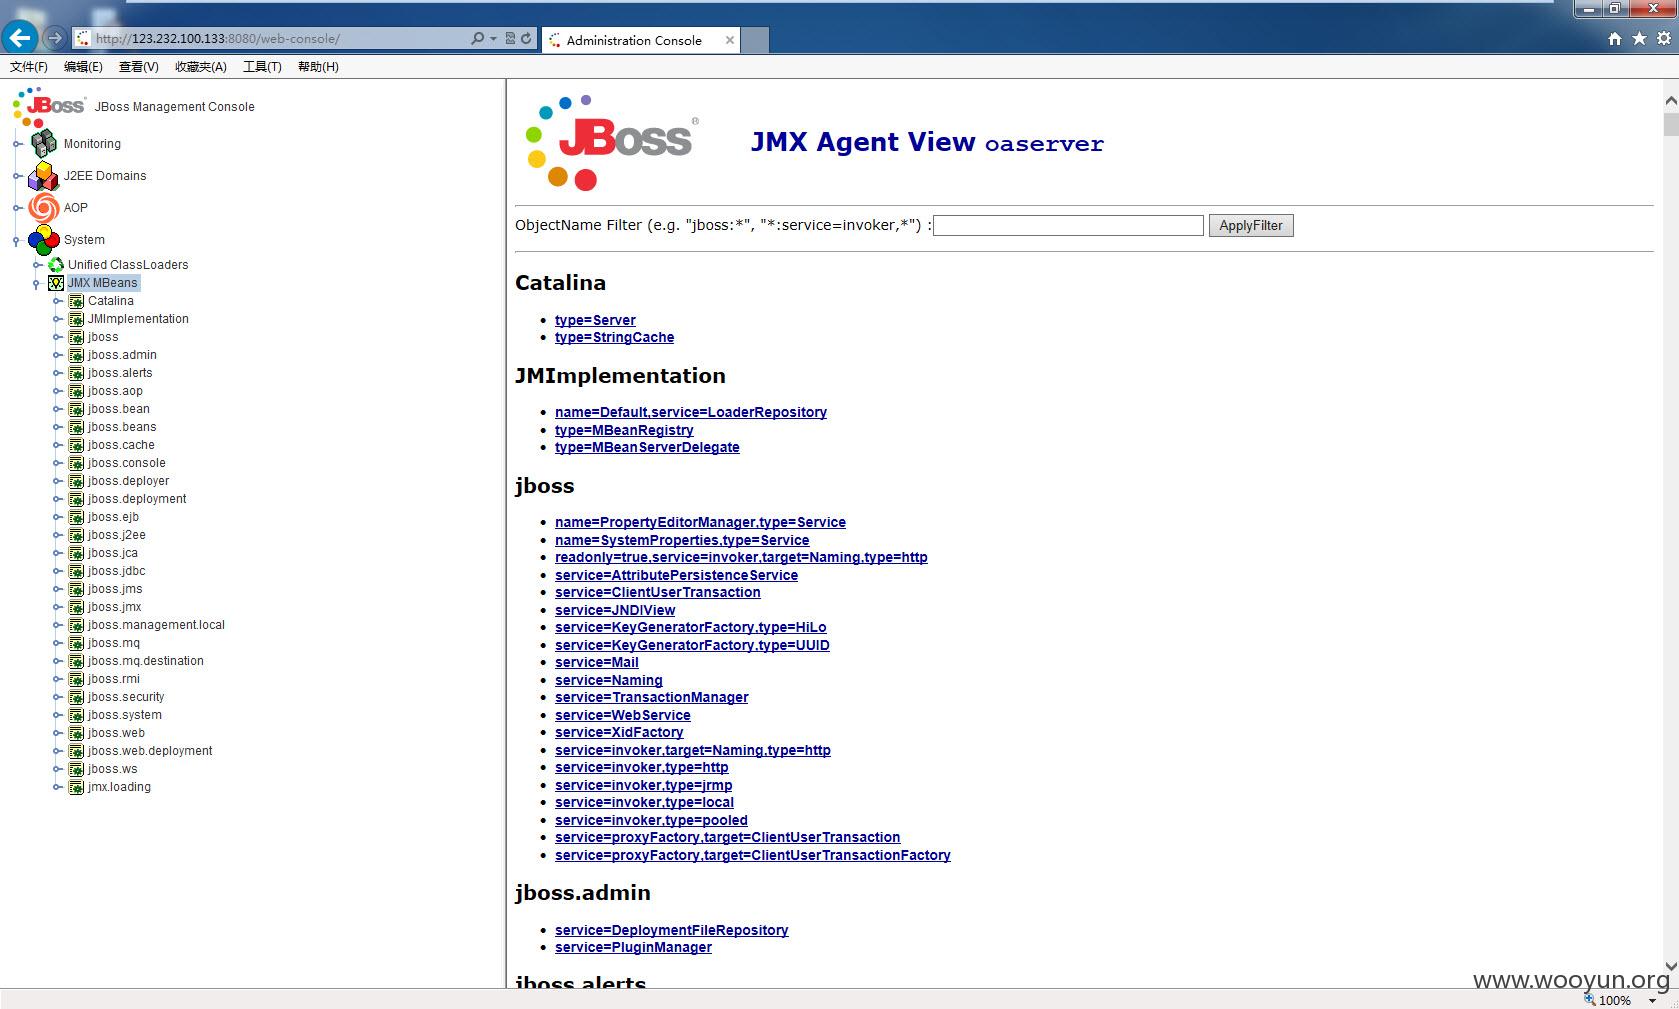 http://123.232.100.133:8080/web-console/
Administration Console
文件(F) 编辑(E) 查看(V) 收藏夹(A) 工具(T) 帮助(H)
JBoss JBoss Management Console
Monitoring
J2EE Domains
AOP
System
Unified ClassLoaders
JMX MBeans
Catalina
JMImplementation
jboss
jboss.admin
jboss.alerts
jboss.aop
jboss.bean
jboss.beans
jboss.cache
jboss.console
jboss.deployer
jboss.deployment
jboss.ejb
jboss.j2ee
jboss.jca
jboss.jdbc
jboss.jms
jboss.jmx
jboss.management.local
jboss.mq
jboss.mq.destination
jboss.rmi
jboss.security
jboss.system
jboss.web
jboss.web.deployment
jboss.ws
jmx.loading
JBoss® JMX Agent View oaserver
ObjectName Filter (e.g. "jboss:*", "*:service=invoker,*") : ApplyFilter
Catalina
type=Server
type=StringCache
JMImplementation
name=Default,service=LoaderRepository
type=MBeanRegistry
type=MBeanServerDelegate
jboss
name=PropertyEditorManager,type=Service
name=SystemProperties,type=Service
readonly=true,service=invoker,target=Naming,type=http
service=AttributePersistenceService
service=ClientUserTransaction
service=JNDIView
service=KeyGeneratorFactory,type=HiLo
service=KeyGeneratorFactory,type=UUID
service=Mail
service=Naming
service=TransactionManager
service=WebService
service=XidFactory
service=invoker,target=Naming,type=http
service=invoker,type=http
service=invoker,type=jrmp
service=invoker,type=local
service=invoker,type=pooled
service=proxyFactory,target=ClientUserTransaction
service=proxyFactory,target=ClientUserTransactionFactory
jboss.admin
service=DeploymentFileRepository
service=PluginManager
jboss.alerts
www.wooyun.org
100%